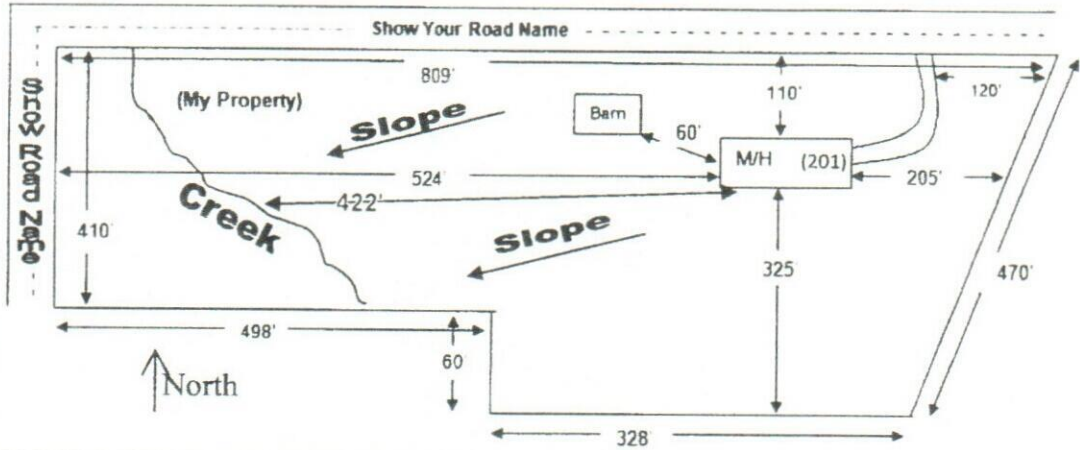 Show Your Road Name
Show Road Name
809'
(My Property)
Slope
Barn
110'
120'
60'
M/H (201)
524'
205'
422'
Creek
410'
Slope
325
470'
498'
60'
North
328'